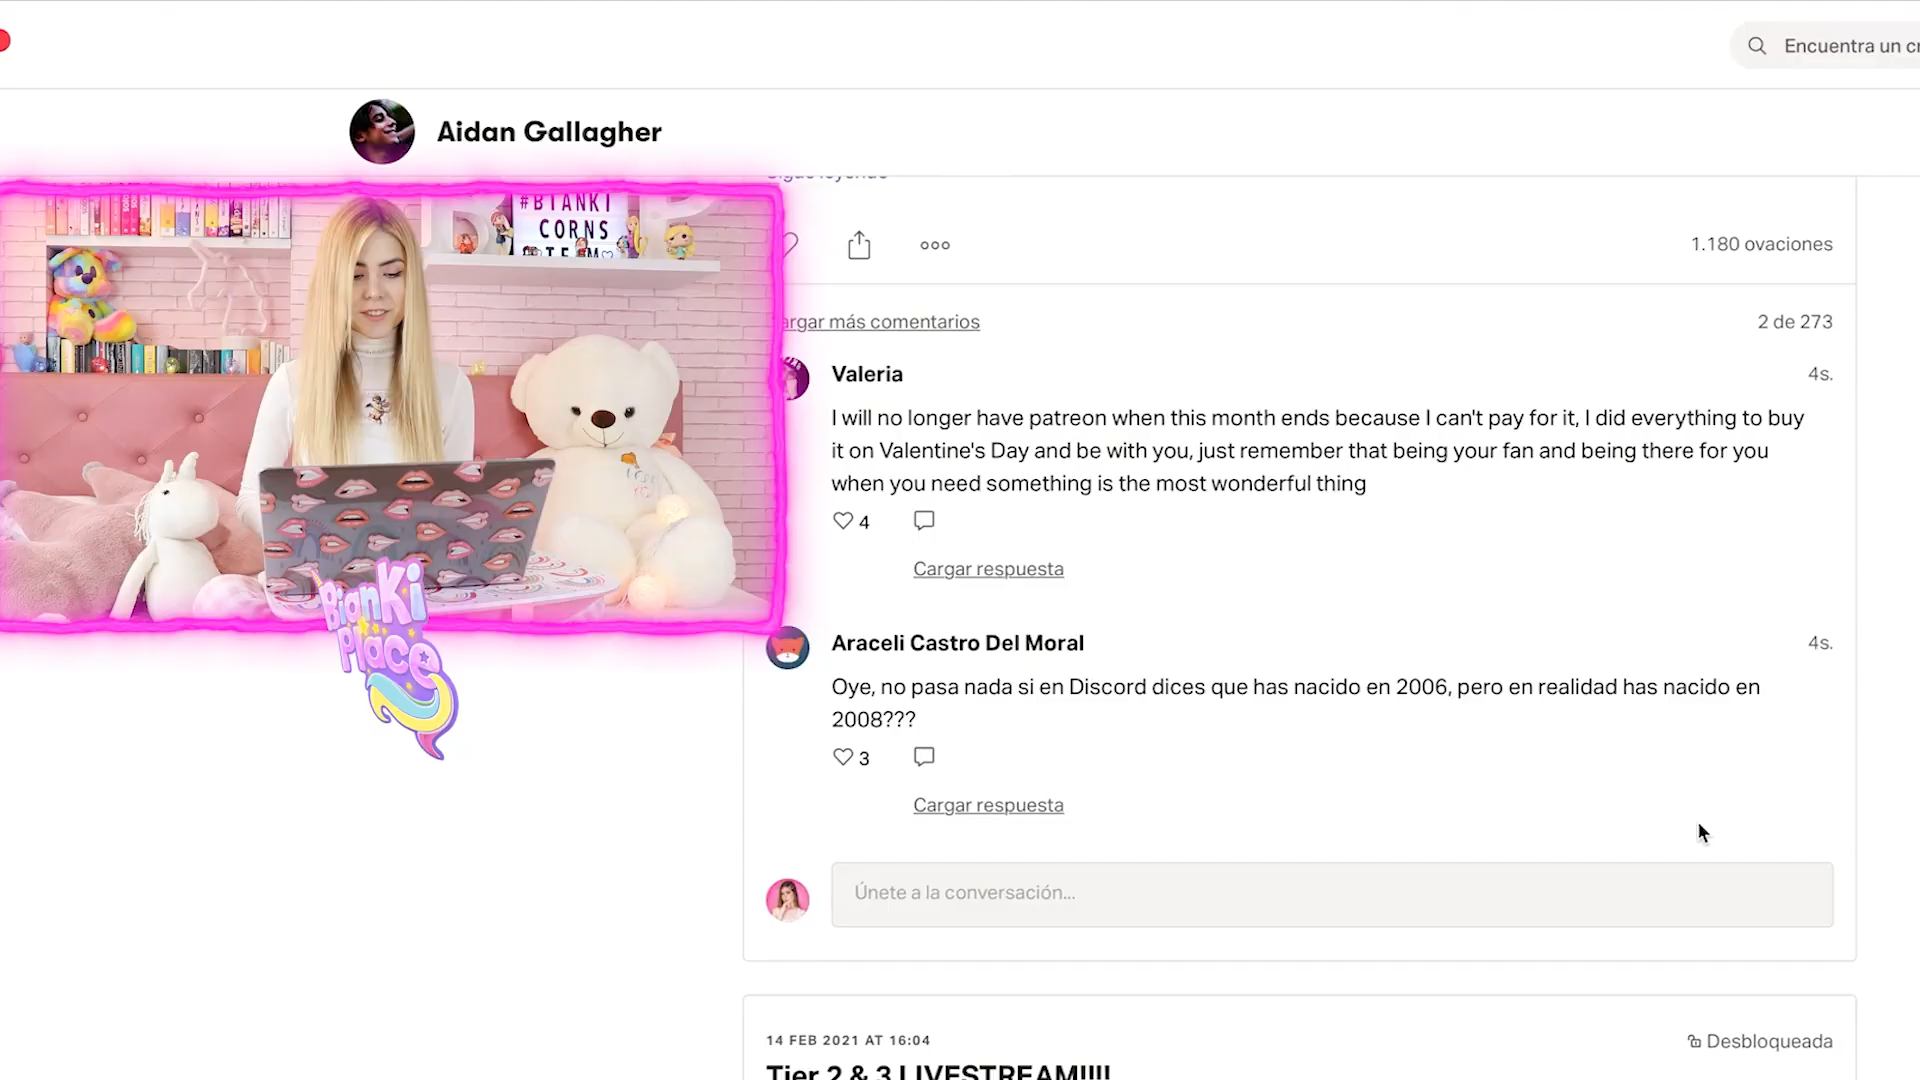 Encuentra un
Aidan Gallagher
#BIANKI
CORNS
1.180 ovaciones
argar más comentarios
2 de 273
Valeria
4s.
I will no longer have patreon when this month ends because I can't pay for it, I did everything to buy
it on Valentine's Day and be with you, just remember that being your fan and being there for you
when you need something is the most wonderful thing
4
Cargar respuesta
BianKi
Place
Araceli Castro Del Moral
4s.
Oye, no pasa nada si en Discord dices que has nacido en 2006, pero en realidad has nacido en
2008???
3
Cargar respuesta
Únete a la conversación...
14 FEB 2021 AT 16:04
Desbloqueada
Tier 2 & 3 LIVESTREAM!!!!